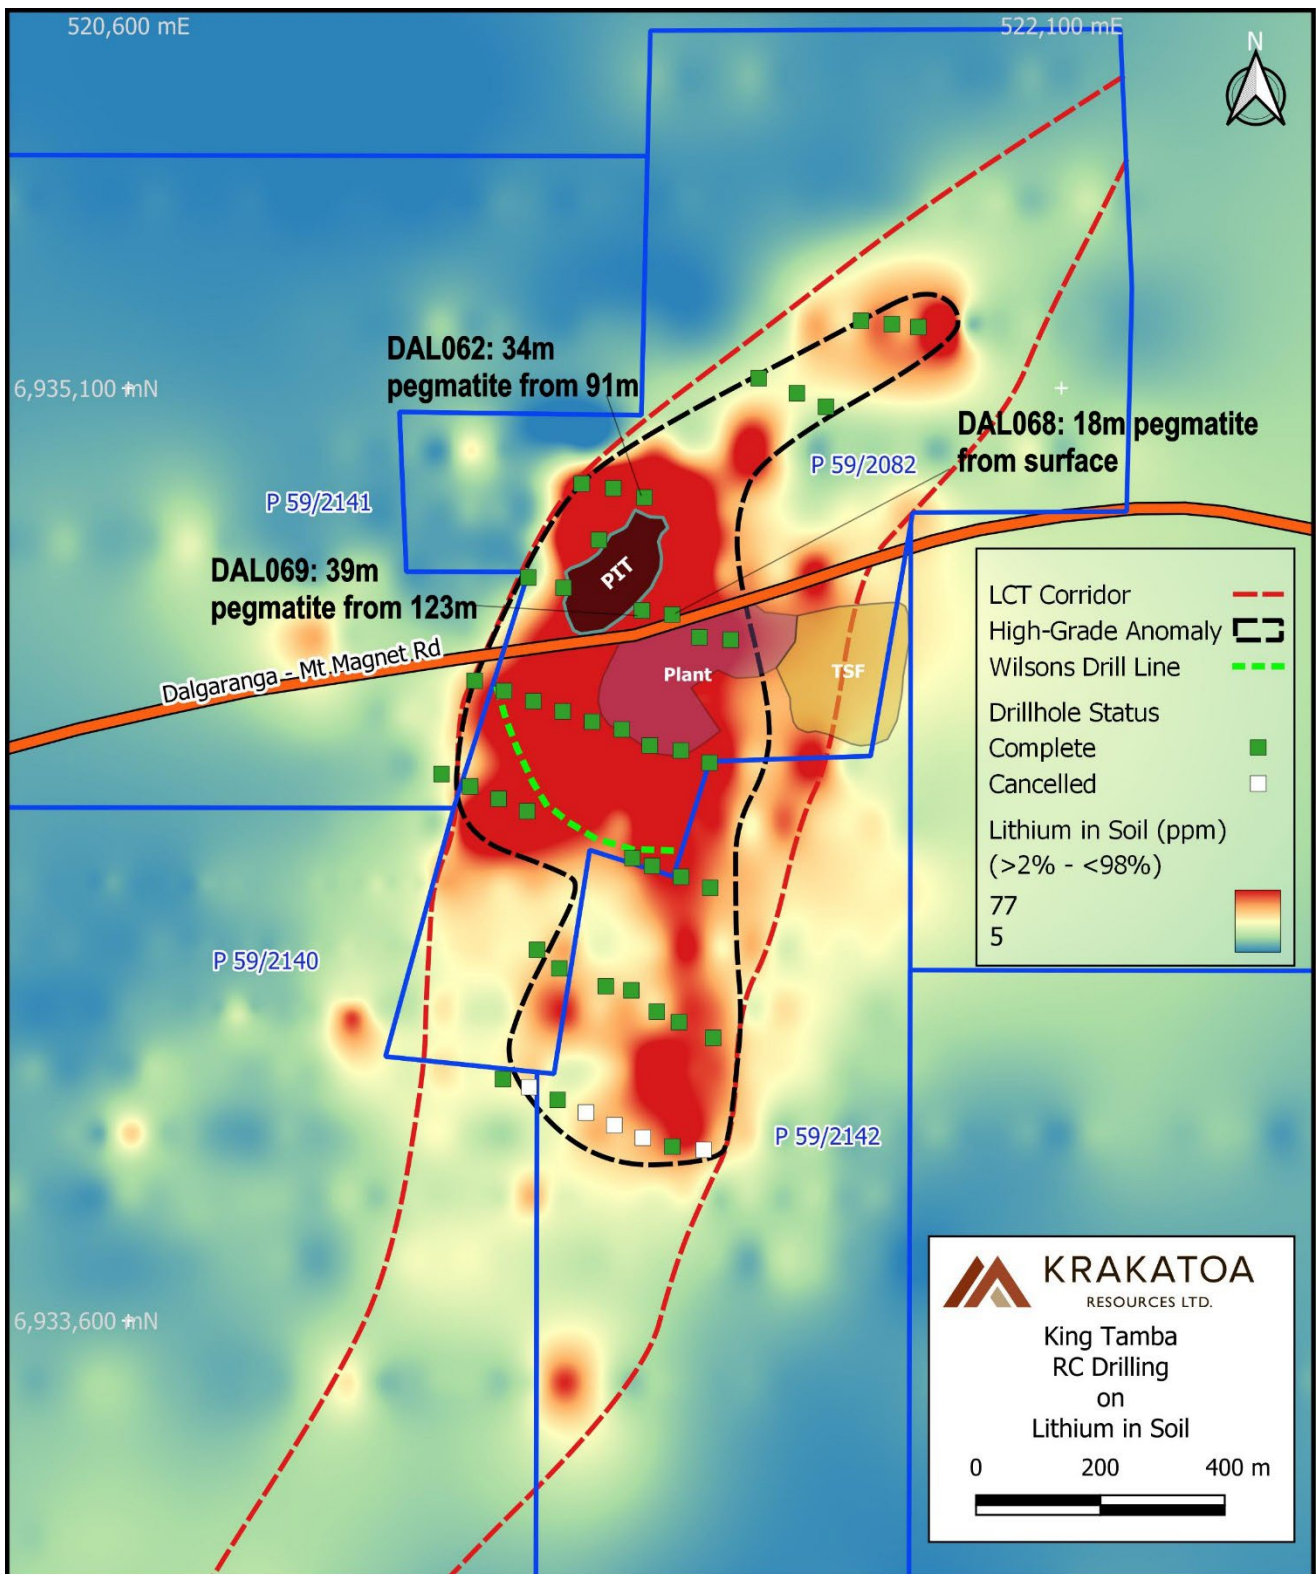 520,600 mE
522,100 mE
N
DAL062: 34m
pegmatite from 91m
6,935,100 mN
DAL068: 18m pegmatite
from surface
P 59/2082
P 59/2141
PIT
DAL069: 39m
pegmatite from 123m
Dalgaranga - Mt Magnet Rd
Plant
TSF
LCT Corridor
High-Grade Anomaly
Wilsons Drill Line
Drillhole Status
Complete
Cancelled
Lithium in Soil (ppm)
(>2% - <98%)
77
5
P 59/2140
P 59/2142
6,933,600 mN
KRAKATOA
RESOURCES LTD.
King Tamba
RC Drilling
on
Lithium in Soil
0 200 400 m